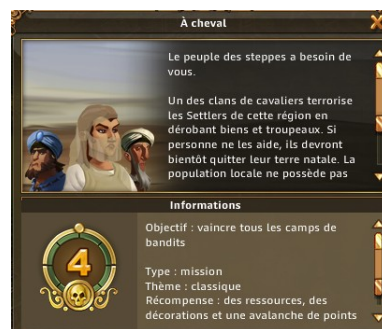 À cheval
Le peuple des steppes a besoin de
vous.
Un des clans de cavaliers terrorise
les Settlers de cette région en
dérobant biens et troupeaux. Si
personne ne les aide, ils devront
bientôt quitter leur terre natale. La
population locale ne possède pas
Informations
4
Objectif : vaincre tous les camps de
bandits
Type : mission
Thème : classique
Récompense : des ressources, des
décorations et une avalanche de points